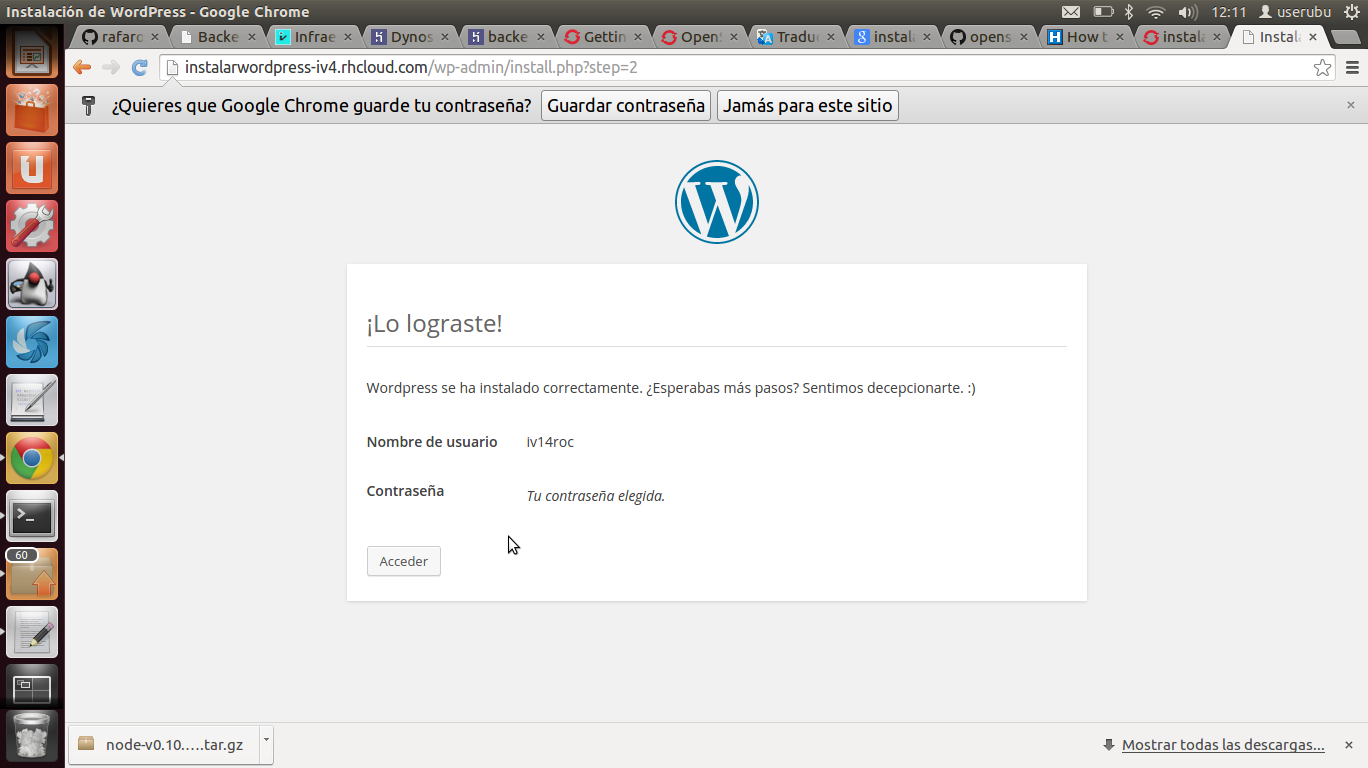 Instalación de WordPress - Google Chrome
12:11 userubu
rafaro Backe Infrae Dynos backe Gettin OpenS Tradu instala opens How t instala Instala
instalarwordpress-iv4.rhcloud.com/wp-admin/install.php?step=2
¿Quieres que Google Chrome guarde tu contraseña? Guardar contraseña Jamás para este sitio
¡Lo lograste!
Wordpress se ha instalado correctamente. ¿Esperabas más pasos? Sentimos decepcionarte. :)
Nombre de usuario iv14roc
Contraseña Tu contraseña elegida.
Acceder
60
node-v0.10.….tar.gz
Mostrar todas las descargas...